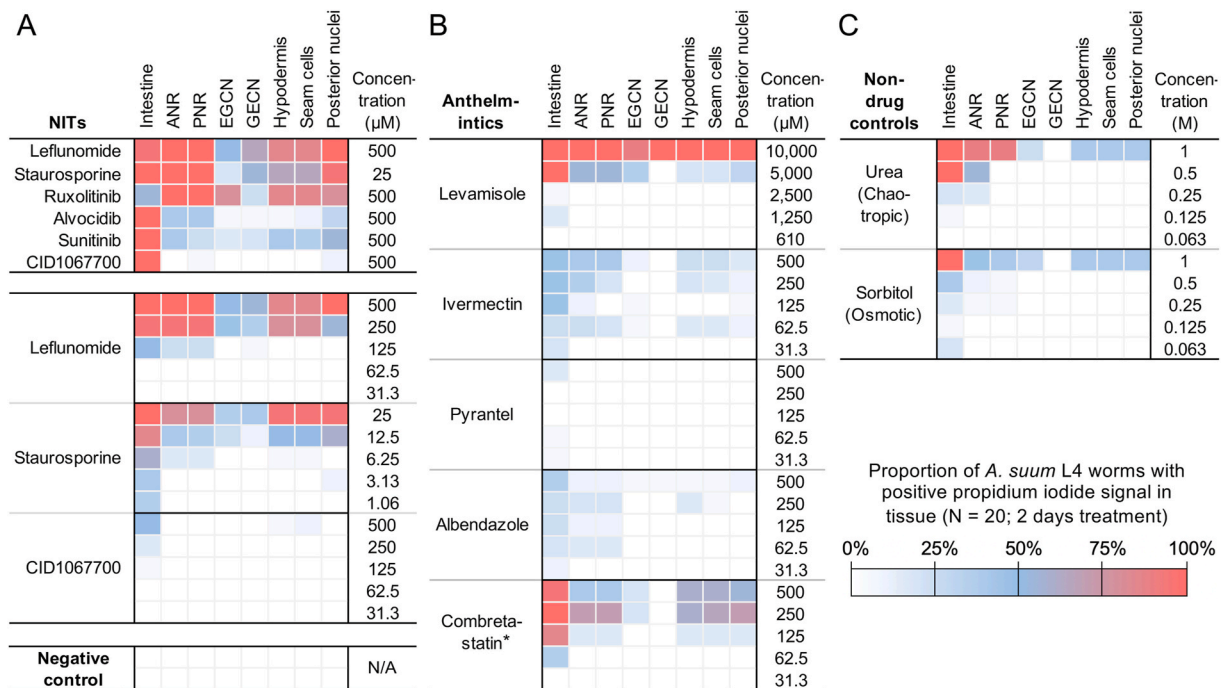 A
NITs
Intestine
ANR
PNR
EGCN
GECN
Hypodermis
Seam cells
Posterior nuclei
Concen-
tration
(µM)
Leflunomide 500
Staurosporine 25
Ruxolitinib 500
Alvocidib 500
Sunitinib 500
CID1067700 500
Leflunomide
500
250
125
62.5
31.3
Staurosporine
25
12.5
6.25
3.13
1.06
CID1067700
500
250
125
62.5
31.3
Negative
control
N/A
B
Anthelm-
intics
Intestine
ANR
PNR
EGCN
GECN
Hypodermis
Seam cells
Posterior nuclei
Concen-
tration
(µM)
Levamisole
10,000
5,000
2,500
1,250
610
Ivermectin
500
250
125
62.5
31.3
Pyrantel
500
250
125
62.5
31.3
Albendazole
500
250
125
62.5
31.3
Combreta-
statin*
500
250
125
62.5
31.3
C
Non-
drug
controls
Intestine
ANR
PNR
EGCN
GECN
Hypodermis
Seam cells
Posterior nuclei
Concen-
tration
(M)
Urea
(Chao-
tropic)
1
0.5
0.25
0.125
0.063
Sorbitol
(Osmotic)
1
0.5
0.25
0.125
0.063
Proportion of A. suum L4 worms with
positive propidium iodide signal in
tissue (N = 20; 2 days treatment)
0% 25% 50% 75% 100%